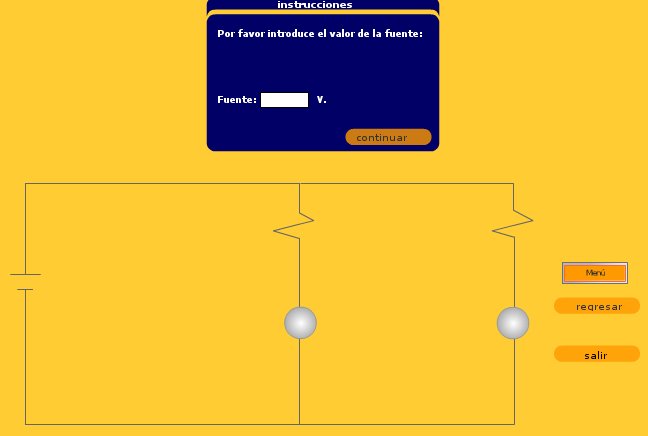 instrucciones
Por favor introduce el valor de la fuente:
Fuente: V.
continuar
Menú
regresar
salir